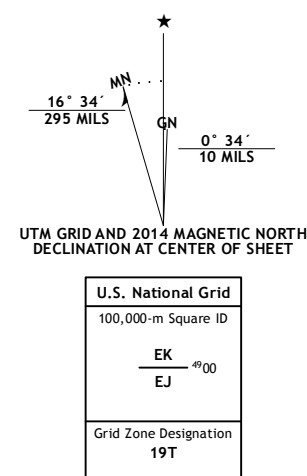 MN
16° 34´
295 MILS
GN
0° 34´
10 MILS
UTM GRID AND 2014 MAGNETIC NORTH
DECLINATION AT CENTER OF SHEET
U.S. National Grid
100,000-m Square ID
EK
4900
EJ
Grid Zone Designation
19T